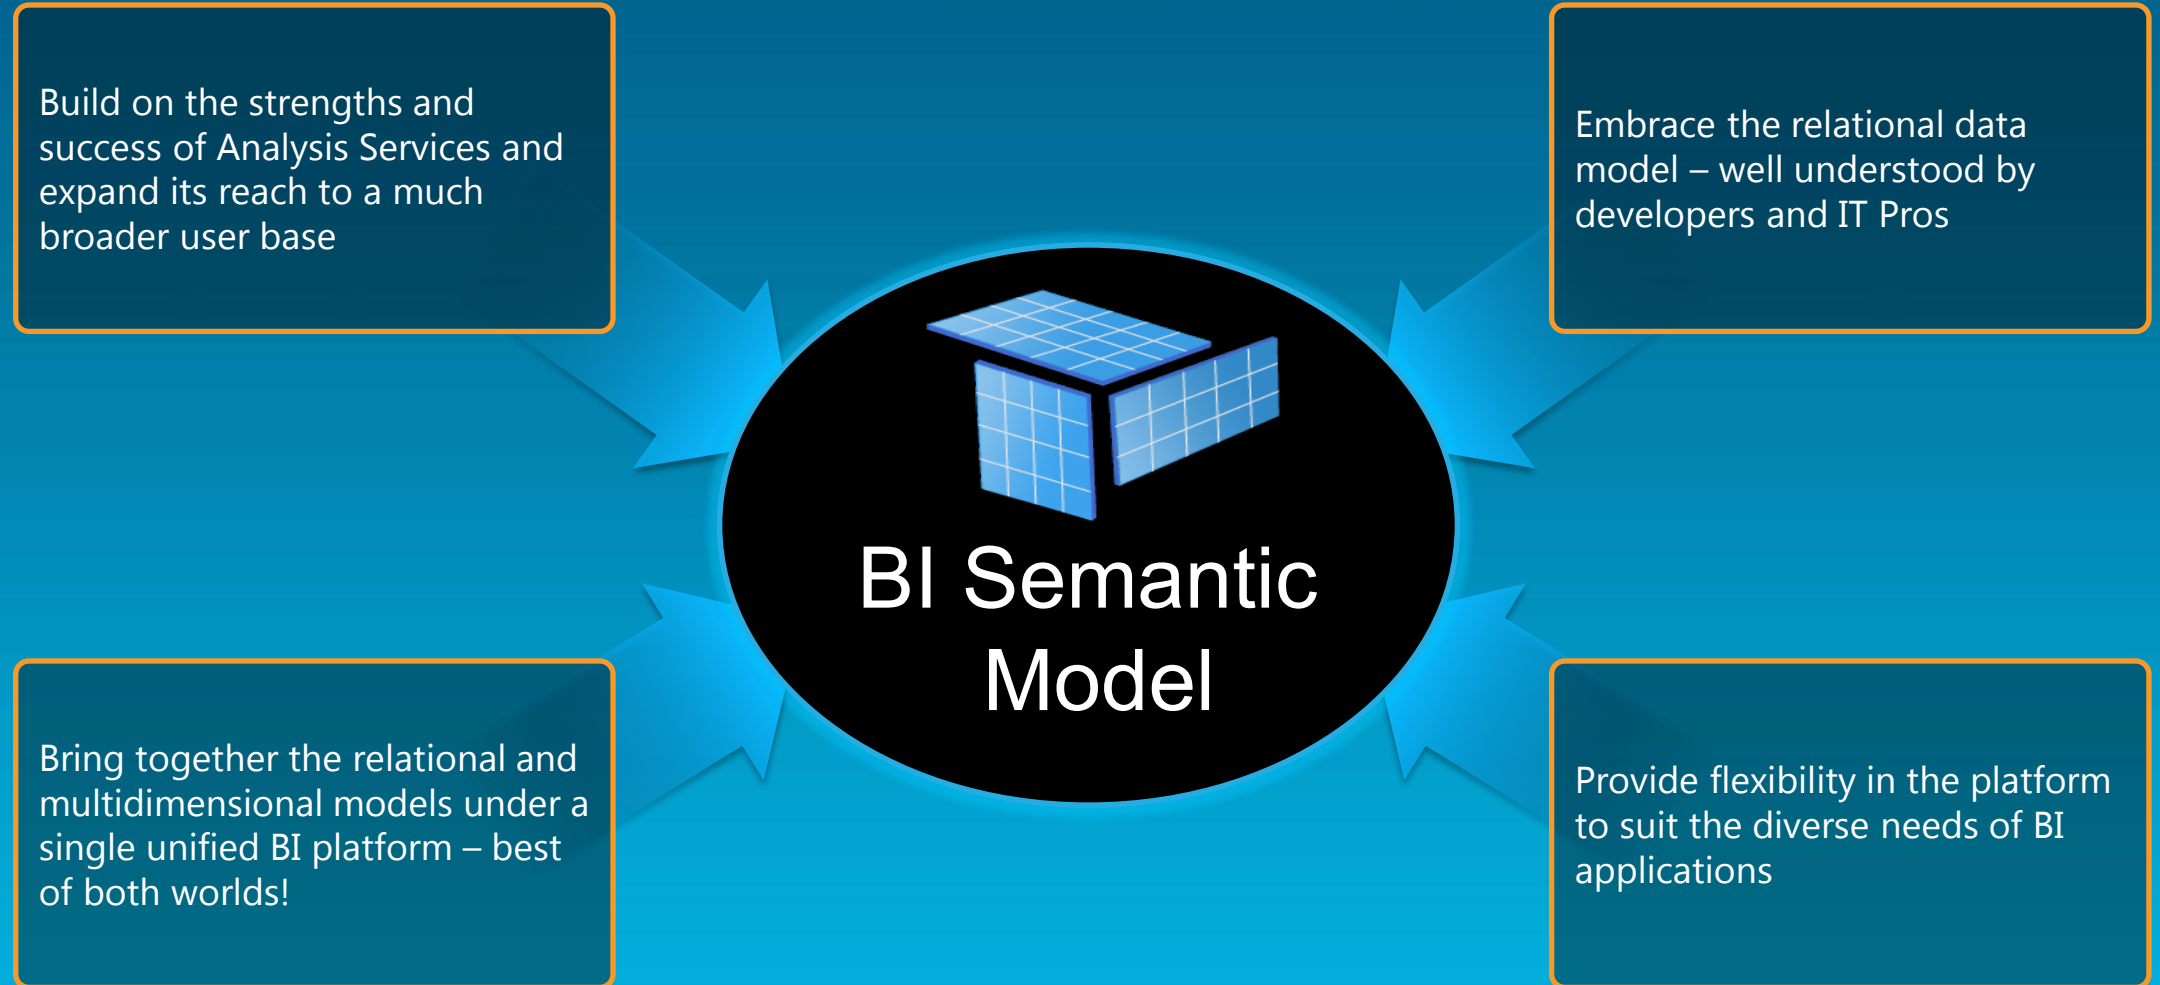 Build on the strengths and
success of Analysis Services and
expand its reach to a much
broader user base
Embrace the relational data
model – well understood by
developers and IT Pros
BI Semantic
Model
Bring together the relational and
multidimensional models under a
single unified BI platform – best
of both worlds!
Provide flexibility in the platform
to suit the diverse needs of BI
applications